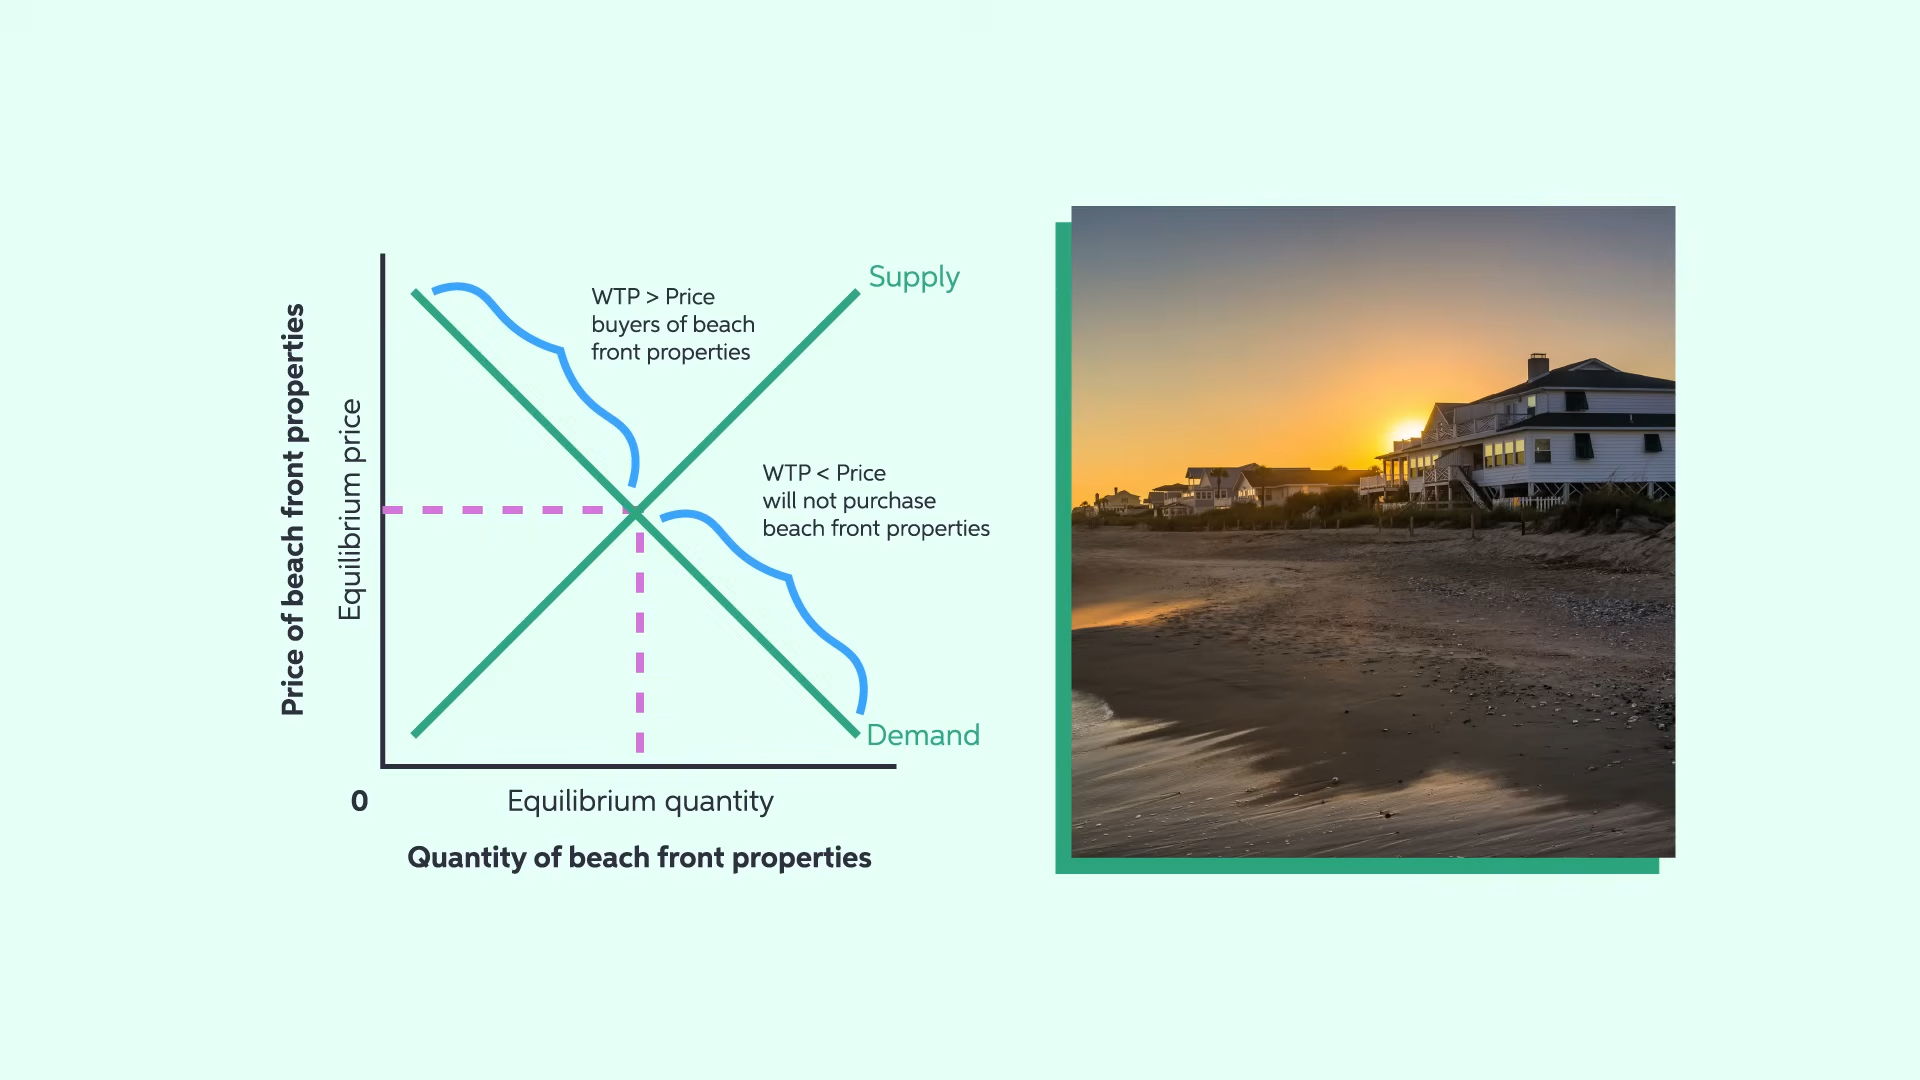 Price of beach front properties
Equilibrium price
WTP > Price
buyers of beach
front properties
Supply
WTP < Price
will not purchase
beach front properties
Demand
0
Equilibrium quantity
Quantity of beach front properties